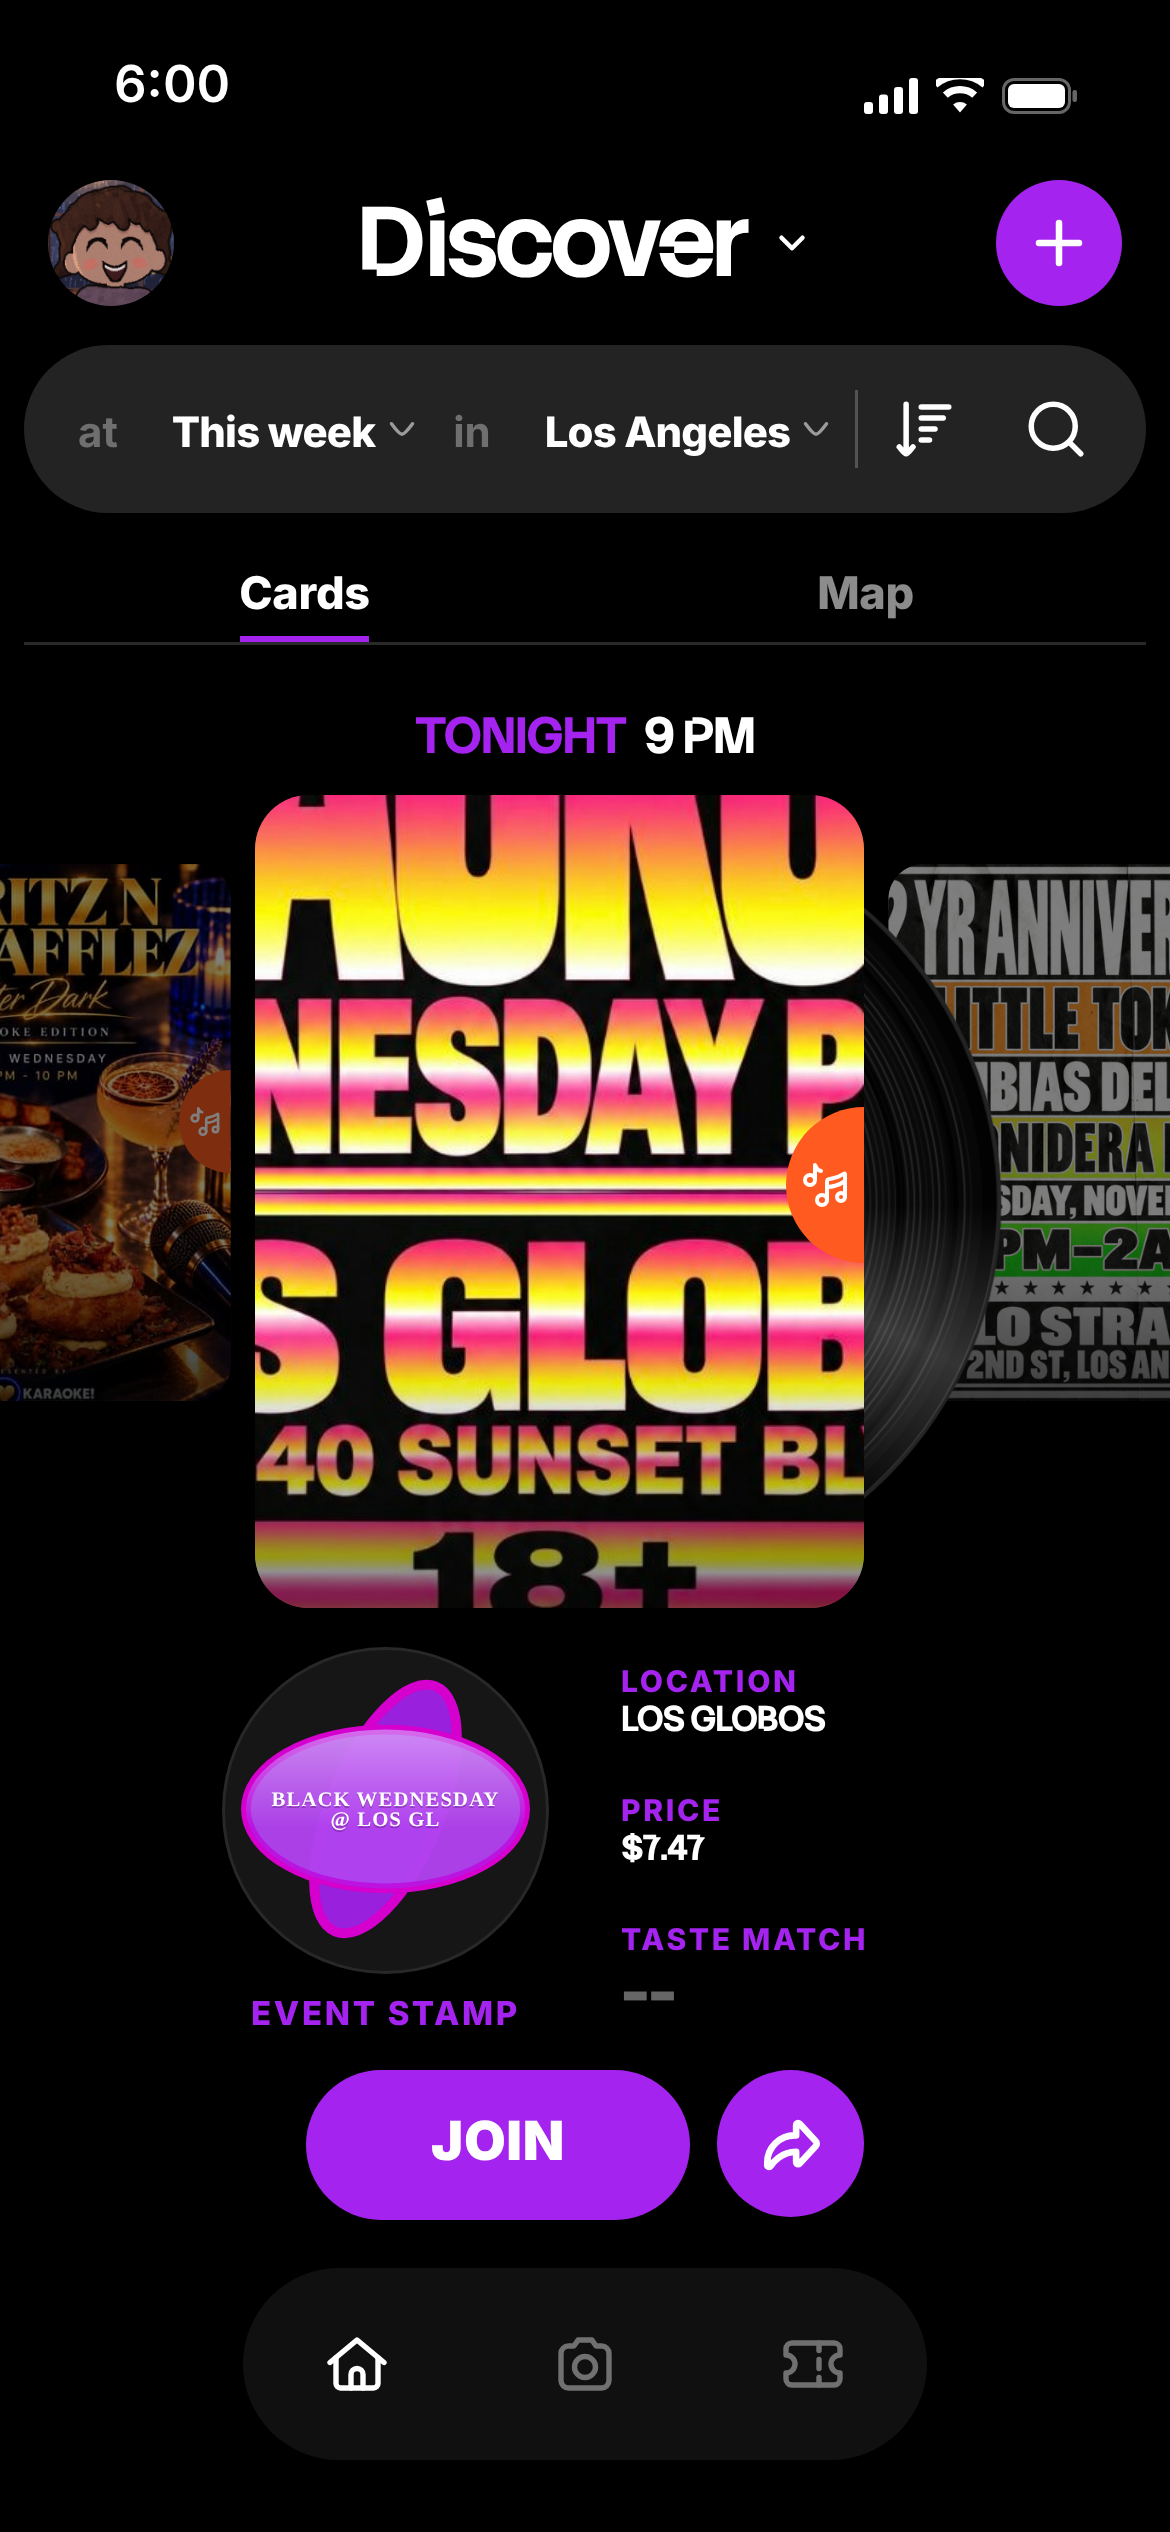 6:00
Discover
at This week in Los Angeles
Cards
Map
TONIGHT 9 PM
RITZ N
AFFLEZ
ter Dark
OKE EDITION
WEDNESDAY
PM - 10 PM
KARAOKE!
AUNC
NESDAY P
S GLOB
40 SUNSET BL
18+
YR ANNIVER
LITTLE TOK
MBIAS DEL
NIDERA
SDAY, NOVE
PM-2A
LO STRA
2ND ST, LOS AN
BLACK WEDNESDAY
@ LOS GL
EVENT STAMP
LOCATION
LOS GLOBOS
PRICE
$7.47
TASTE MATCH
--
JOIN